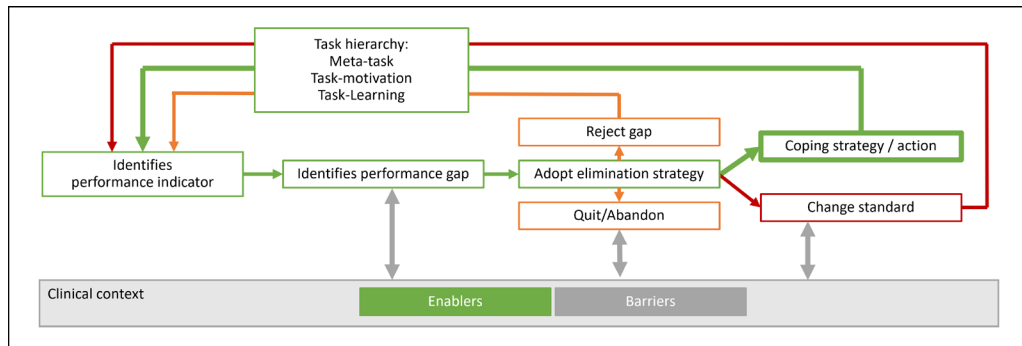 Task hierarchy:
Meta-task
Task-motivation
Task-Learning
Reject gap
Coping strategy / action
Identifies
performance indicator
Identifies performance gap
Adopt elimination strategy
Quit/Abandon
Change standard
Clinical context
Enablers
Barriers